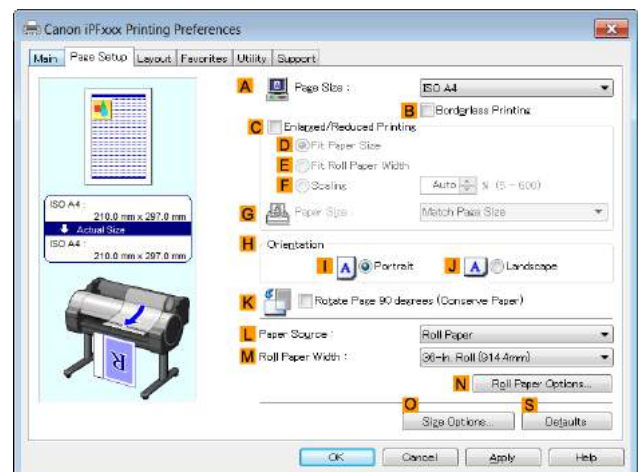 Canon iPFxxx Printing Preferences
Main Page Setup Layout Favorites Utility Support
A Page Size : ISO A4
B Borderless Printing
C Enlarged/Reduced Printing
D Fit Paper Size
E Fit Roll Paper Width
F Scaling Auto % (5 - 600)
G Paper Size : Match Page Size
ISO A4 :
210.0 mm x 297.0 mm
Actual Size
ISO A4 :
210.0 mm x 297.0 mm
H Orientation
I A Portrait J A Landscape
K Rotate Page 90 degrees (Conserve Paper)
L Paper Source : Roll Paper
M Roll Paper Width : 36-in. Roll (914.4mm)
R
N Roll Paper Options...
O S
Size Options... Defaults
OK Cancel Apply Help